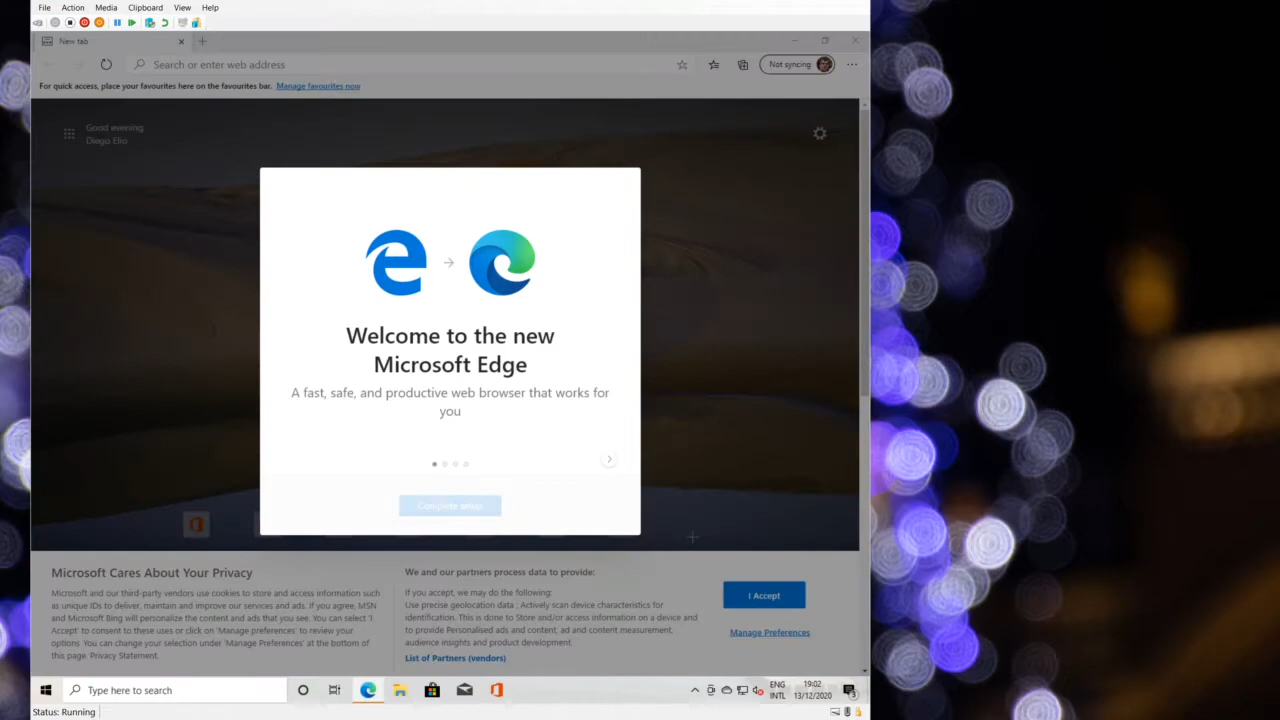 File Action Media Clipboard View Help
New tab
Search or enter web address
Not syncing
For quick access, place your favourites here on the favourites bar. Manage favourites now
Good evening
Diego Elro
Welcome to the new
Microsoft Edge
A fast, safe, and productive web browser that works for
you
Complete setup
Microsoft Cares About Your Privacy
Microsoft and our third-party vendors use cookies to store and access information such
as unique IDs to deliver, maintain and improve our services and ads. If you agree, MSN
and Microsoft Bing will personalize the content and ads that you see. You can select 'I
Accept' to consent to these uses or click on 'Manage preferences' to review your
options You can change your selection under 'Manage Preferences' at the bottom of
this page. Privacy Statement.
We and our partners process data to provide:
If you accept, we may do the following:
Use precise geolocation data ; Actively scan device characteristics for
identification. This is done to Store and/or access information on a device and
to provide Personalised ads and content, ad and content measurement,
audience insights and product development.
List of Partners (vendors)
I Accept
Manage Preferences
Type here to search
ENG
INTL
19:02
13/12/2020
3
Status: Running